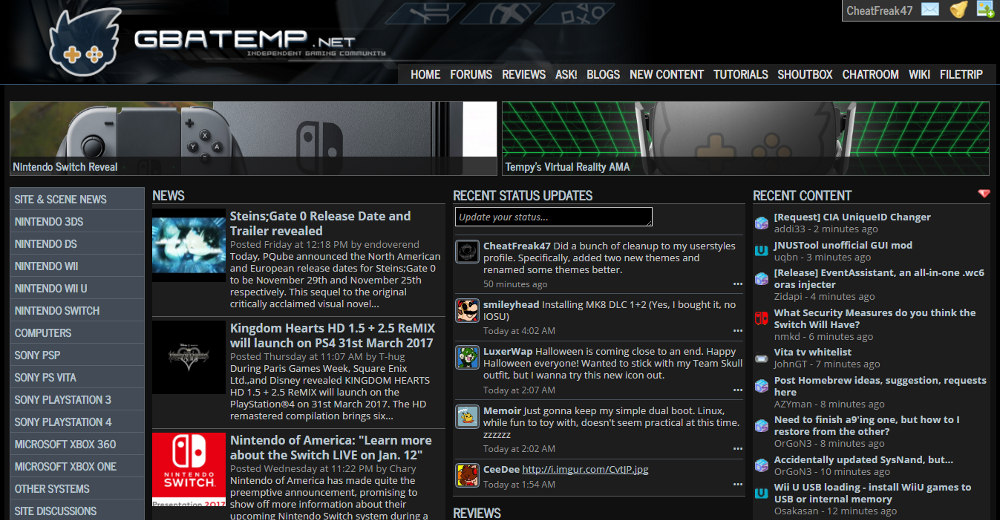 CheatFreak47
GBATEMP.NET
INDEPENDENT GAMING COMMUNITY
HOME FORUMS REVIEWS ASK! BLOGS NEW CONTENT TUTORIALS SHOUTBOX CHATROOM WIKI FILETRIP
Nintendo Switch Reveal
Tempy's Virtual Reality AMA
SITE & SCENE NEWS
NINTENDO 3DS
NINTENDO DS
NINTENDO WII
NINTENDO WII U
NINTENDO SWITCH
COMPUTERS
SONY PSP
SONY PS VITA
SONY PLAYSTATION 3
SONY PLAYSTATION 4
MICROSOFT XBOX 360
MICROSOFT XBOX ONE
OTHER SYSTEMS
SITE DISCUSSIONS
NEWS
Steins;Gate 0 Release Date and
Trailer revealed
Posted Friday at 12:18 PM by endoverend
Today, PQube announced the North American
and European release dates for Steins;Gate 0
to be November 29th and November 25th
respectively. This sequel to the original
critically acclaimed visual novel...
Kingdom Hearts HD 1.5 + 2.5 ReMIX
will launch on PS4 31st March 2017
Posted Thursday at 11:07 AM by T-hug
During Paris Games Week, Square Enix
Ltd.,and Disney revealed KINGDOM HEARTS
HD 1.5 + 2.5 ReMIX will launch on the
PlayStation®4 on 31st March 2017. The HD
remastered compilation brings six...
NINTENDO
SWITCH
Presentation 2017
Nintendo of America: "Learn more
about the Switch LIVE on Jan. 12"
Posted Wednesday at 11:22 PM by Chary
Nintendo of America has made quite the
preemptive announcement, promising to
show off more information about their
upcoming Nintendo Switch system during a
RECENT STATUS UPDATES
Update your status...
CheatFreak47 Did a bunch of cleanup to my userstyles
profile. Specifically, added two new themes and
renamed some themes better.
50 minutes ago
smileyhead Installing MK8 DLC 1+2 (Yes, I bought it, no
IOSU)
Today at 4:02 AM
LuxerWap Halloween is coming close to an end. Happy
Halloween everyone! Wanted to stick with my Team Skull
outfit, but I wanna try this new icon out.
Today at 2:07 AM
Memoir Just gonna keep my simple dual boot. Linux,
while fun to toy with, doesn't seem practical at this time.
zzzzzz
Today at 2:02 AM
CeeDee http://i.imgur.com/CvtIP.jpg
Today at 1:54 AM
REVIEWS
RECENT CONTENT
[Request] CIA UniqueID Changer
addi33 - 2 minutes ago
JNUSTool unofficial GUI mod
uqbn - 3 minutes ago
[Release] EventAssistant, an all-in-one .wc6
oras injecter
Zidapi - 4 minutes ago
What Security Measures do you think the
Switch Will Have?
nmkd - 6 minutes ago
Vita tv whitelist
JohnGT - 7 minutes ago
Post Homebrew ideas, suggestion, requests
here
AZYman - 8 minutes ago
Need to finish a9'ing one, but how to I
restore from the other?
OrGoN3 - 8 minutes ago
Accidentally updated SysNand, but...
OrGoN3 - 10 minutes ago
Wii U USB loading - install WiiU games to
USB or internal memory
Osakasan - 12 minutes ago